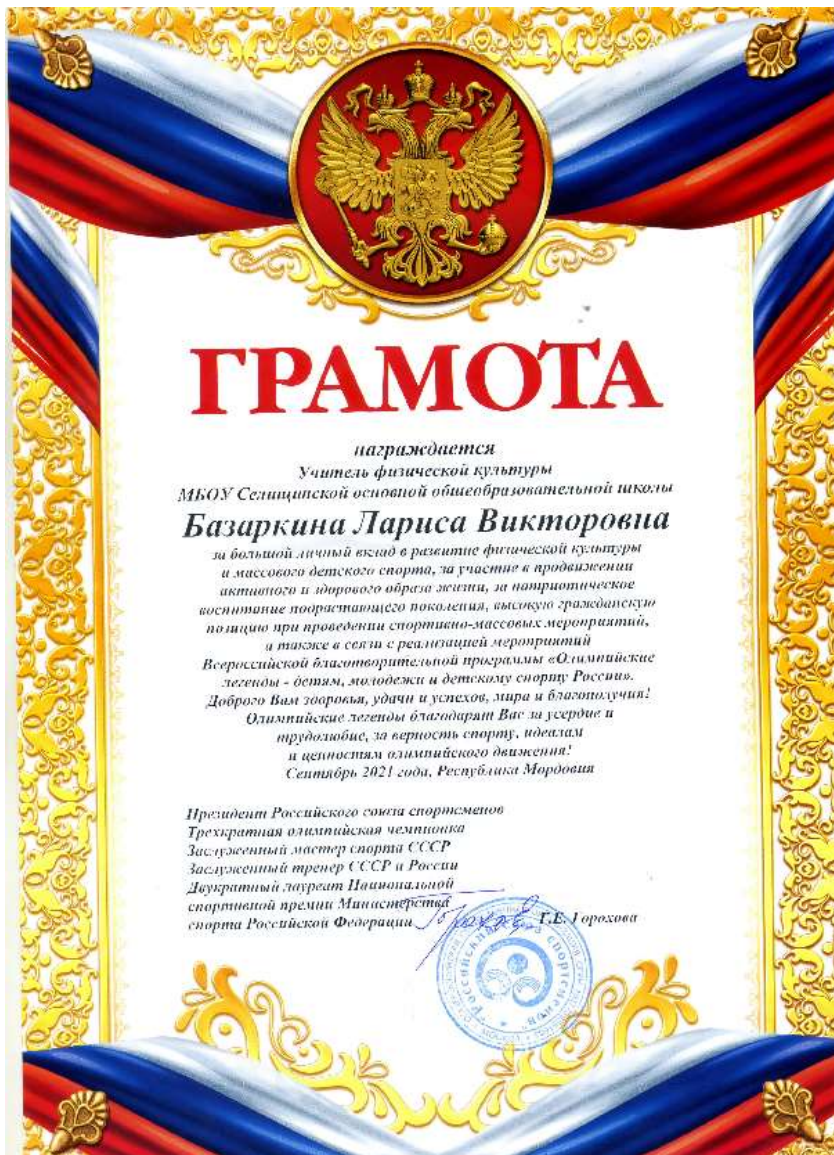 ГРАМОТА
награждается
Учитель физической культуры
МБОУ Селищинской основной общеобразовательной школы
Базаркина Лариса Викторовна
за большой личный вклад в развитие физической культуры
и массового детского спорта, за участие в продвижении
активного и здорового образа жизни, за патриотическое
воспитание подрастающего поколения, высокую гражданскую
позицию при проведении спортивно-массовых мероприятий,
а также в связи с реализацией мероприятий
Всероссийской благотворительной программы «Олимпийские
легенды - детям, молодежи и детскому спорту России».
Доброго Вам здоровья, удачи и успехов, мира и благополучия!
Олимпийские легенды благодарят Вас за усердие и
трудолюбие, за верность спорту, идеалам
и ценностям олимпийского движения!
Сентябрь 2021 года, Республика Мордовия
Президент Российского союза спортсменов
Трехкратная олимпийская чемпионка
Заслуженный мастер спорта СССР
Заслуженный тренер СССР и России
Двукратный лауреат Национальной
спортивной премии Министерства
спорта Российской Федерации Т.Е. Горохова
Российский союз спортсменов
МОСКВА